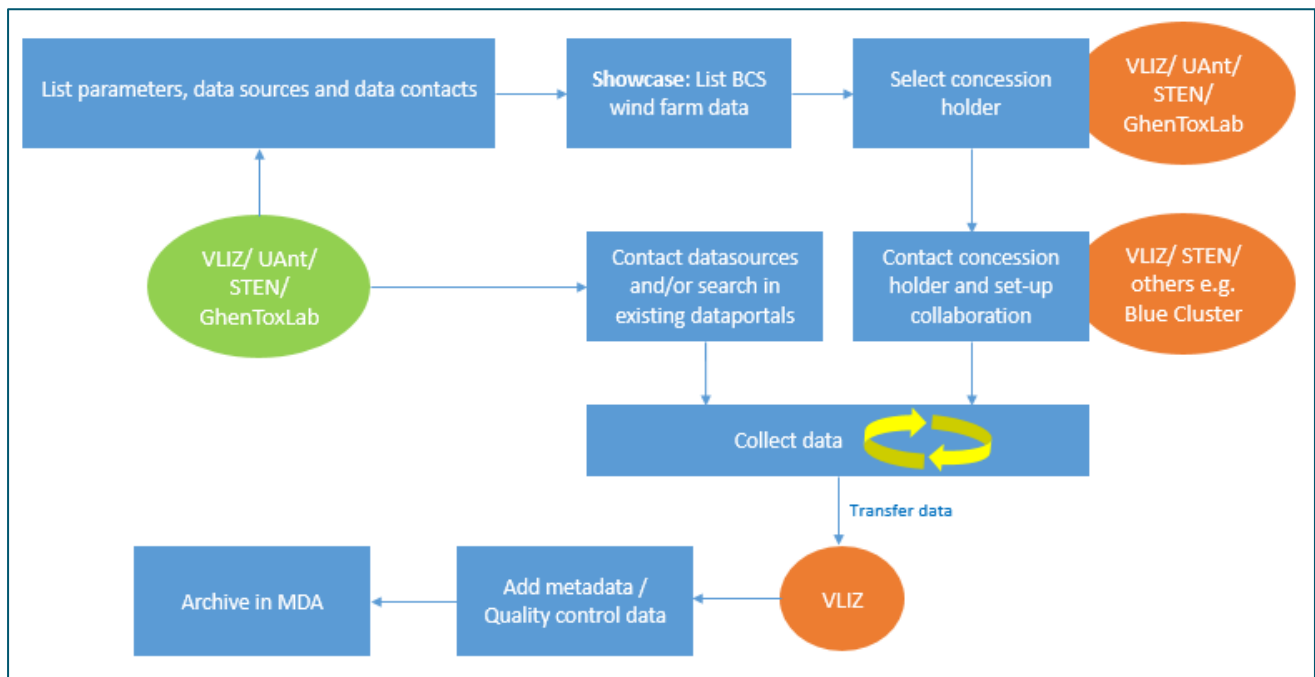 List parameters, data sources and data contacts
Showcase: List BCS
wind farm data
Select concession
holder
VLIZ/ UAnt/
STEN/
GhenToxLab
VLIZ/ UAnt/
STEN/
GhenToxLab
Contact datasources
and/or search in
existing dataportals
Contact concession
holder and set-up
collaboration
VLIZ/ STEN/
others e.g.
Blue Cluster
Collect data
Transfer data
Archive in MDA
Add metadata /
Quality control data
VLIZ